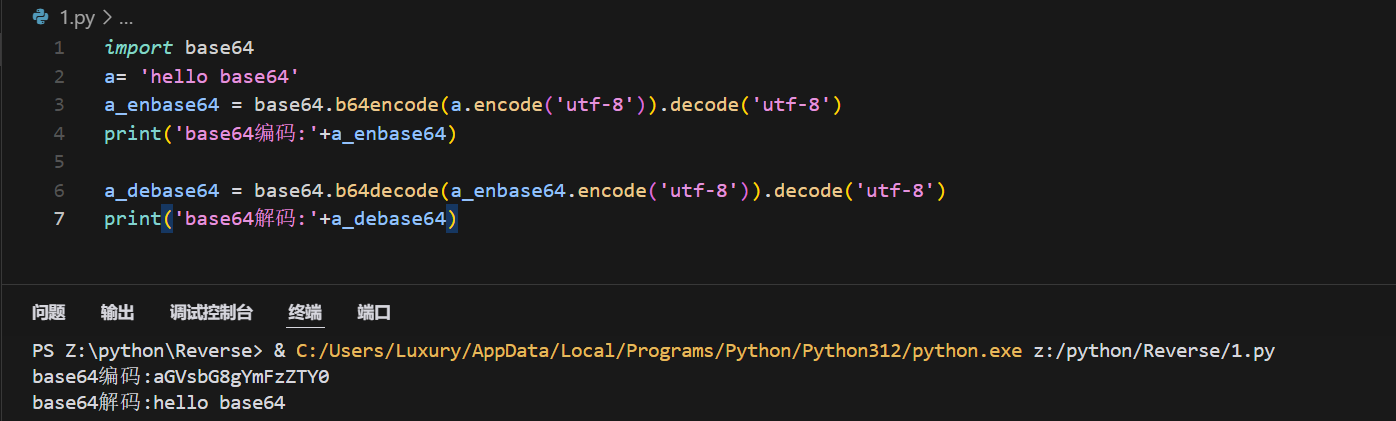 1.py > ...
1 import base64
2 a= 'hello base64'
3 a_enbase64 = base64.b64encode(a.encode('utf-8')).decode('utf-8')
4 print('base64编码:'+a_enbase64)
5
6 a_debase64 = base64.b64decode(a_enbase64.encode('utf-8')).decode('utf-8')
7 print('base64解码:'+a_debase64)
问题 输出 调试控制台 终端 端口
PS Z:\python\Reverse> & C:/Users/Luxury/AppData/Local/Programs/Python/Python312/python.exe z:/python/Reverse/1.py
base64编码:aGVsbG8gYmFzZTY0
base64解码:hello base64